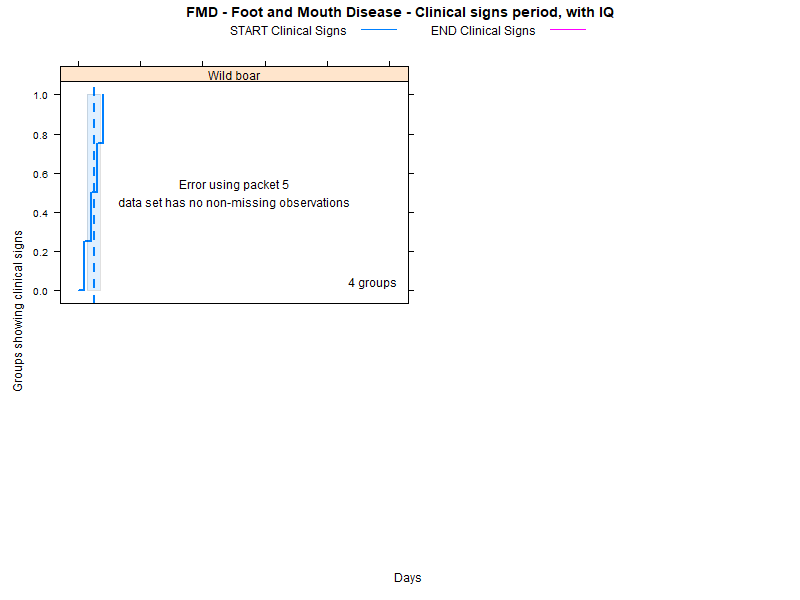 FMD - Foot and Mouth Disease - Clinical signs period, with IQ
START Clinical Signs
END Clinical Signs
Wild boar
1.0
0.8
0.6
0.4
0.2
0.0
Groups showing clinical signs
Error using packet 5
data set has no non-missing observations
4 groups
Days